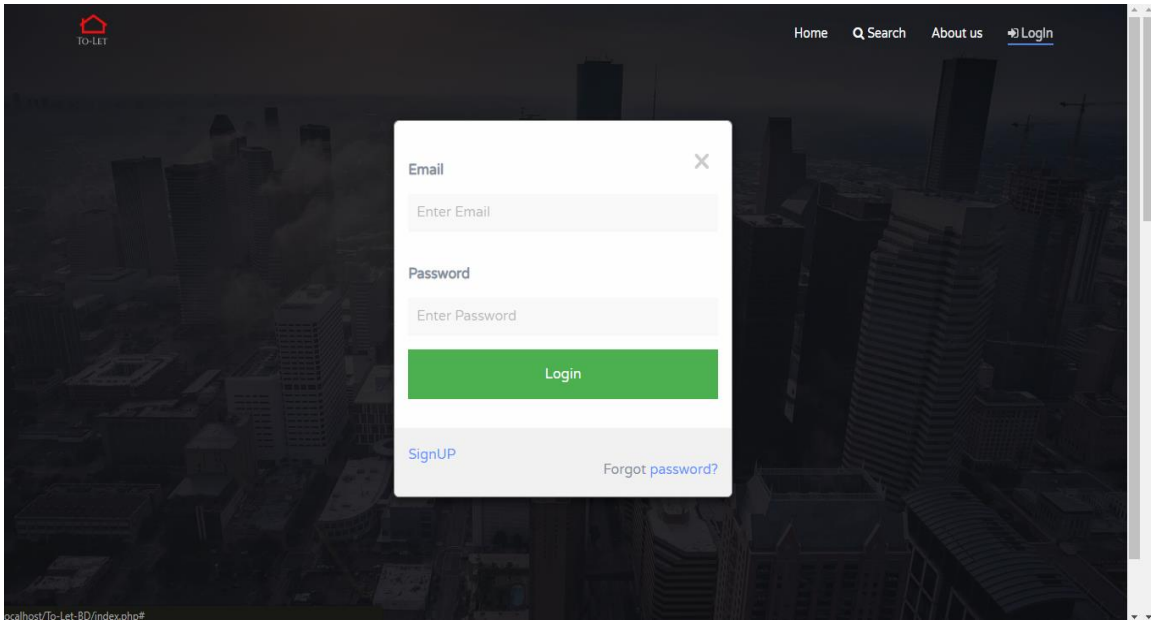 TO-LET
Home Search About us LogIn
Email
Enter Email
Password
Enter Password
Login
SignUP
Forgot password?
ocalhost/To-Let-BD/index.php#